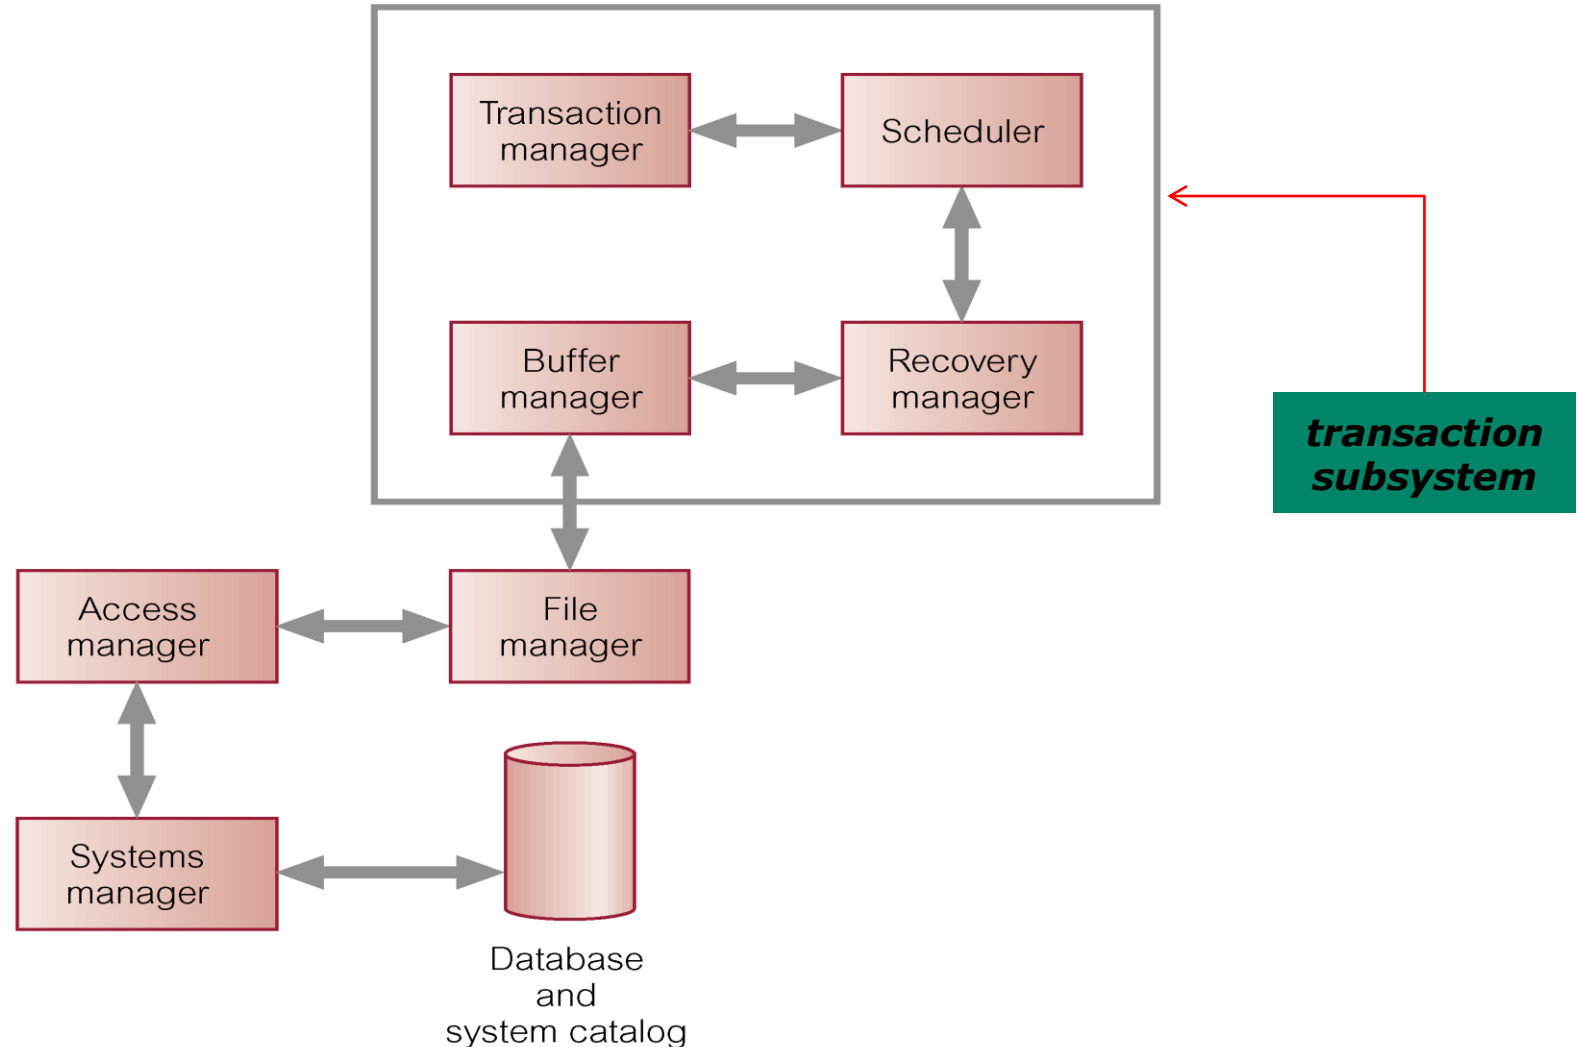 Transaction
manager
Scheduler
Buffer
manager
Recovery
manager
transaction
subsystem
Access
manager
File
manager
Systems
manager
Database
and
system catalog